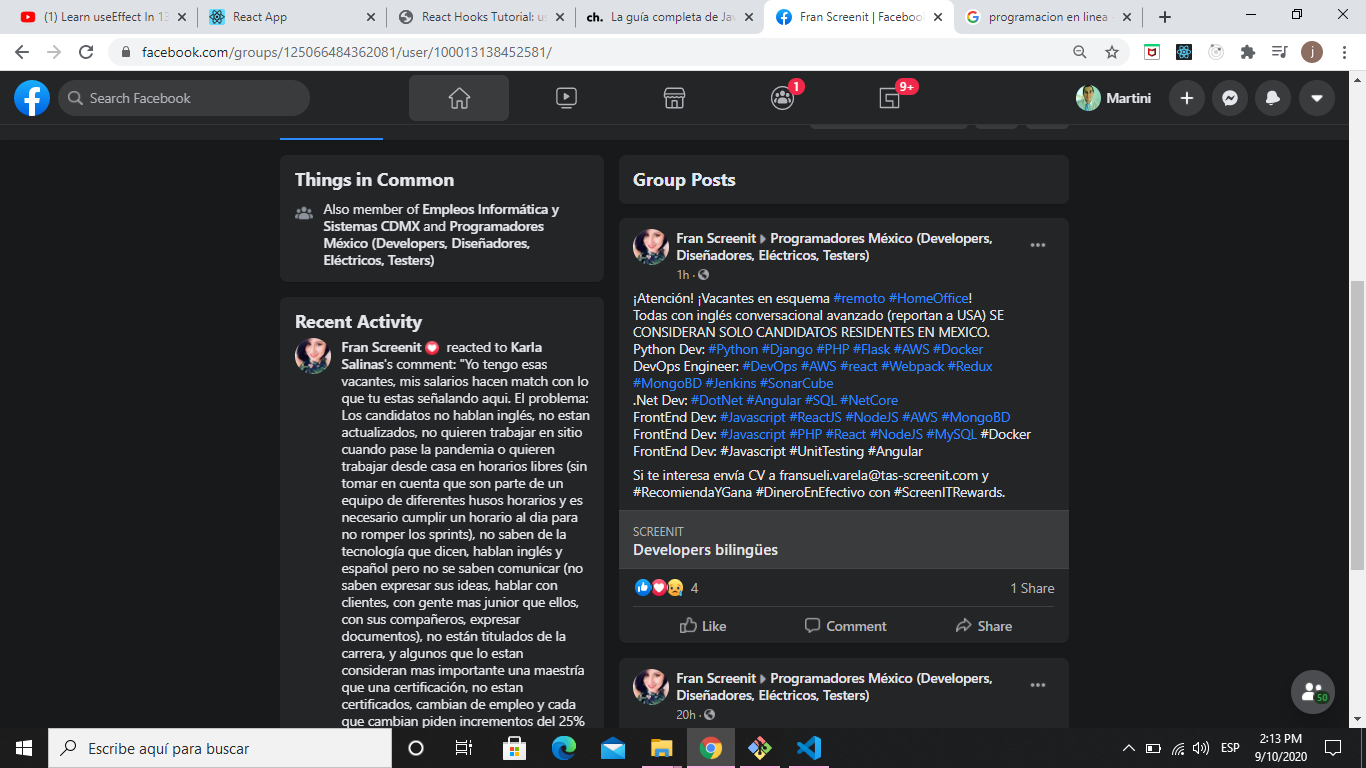 (1) Learn useEffect In 13
React App
React Hooks Tutorial: us
ch. La guía completa de Jav
Fran Screenit | Facebook
programacion en linea
facebook.com/groups/125066484362081/user/100013138452581/
Search Facebook
1
9+
Martini
Things in Common
Also member of Empleos Informática y
Sistemas CDMX and Programadores
México (Developers, Diseñadores,
Eléctricos, Testers)
Recent Activity
Fran Screenit reacted to Karla
Salinas's comment: "Yo tengo esas
vacantes, mis salarios hacen match con lo
que tu estas señalando aqui. El problema:
Los candidatos no hablan inglés, no estan
actualizados, no quieren trabajar en sitio
cuando pase la pandemia o quieren
trabajar desde casa en horarios libres (sin
tomar en cuenta que son parte de un
equipo de diferentes husos horarios y es
necesario cumplir un horario al dia para
no romper los sprints), no saben de la
tecnología que dicen, hablan inglés y
español pero no se saben comunicar (no
saben expresar sus ideas, hablar con
clientes, con gente mas junior que ellos,
con sus compañeros, expresar
documentos), no están titulados de la
carrera, y algunos que lo estan
consideran mas importante una maestría
que una certificación, no estan
certificados, cambian de empleo y cada
que cambian piden incrementos del 25%
Group Posts
Fran Screenit Programadores México (Developers,
Diseñadores, Eléctricos, Testers)
1h ·
¡Atención! ¡Vacantes en esquema #remoto #HomeOffice!
Todas con inglés conversacional avanzado (reportan a USA) SE
CONSIDERAN SOLO CANDIDATOS RESIDENTES EN MEXICO.
Python Dev: #Python #Django #PHP #Flask #AWS #Docker
DevOps Engineer: #DevOps #AWS #react #Webpack #Redux
#MongoBD #Jenkins #SonarCube
.Net Dev: #DotNet #Angular #SQL #NetCore
FrontEnd Dev: #Javascript #ReactJS #NodeJS #AWS #MongoBD
FrontEnd Dev: #Javascript #PHP #React #NodeJS #MySQL #Docker
FrontEnd Dev: #Javascript #UnitTesting #Angular
Si te interesa envía CV a fransueli.varela@tas-screenit.com y
#RecomiendaYGana #DineroEnEfectivo con #ScreenITRewards.
SCREENIT
Developers bilingües
4
1 Share
Like
Comment
Share
Fran Screenit Programadores México (Developers,
Diseñadores, Eléctricos, Testers)
20h ·
50
Escribe aquí para buscar
ESP
2:13 PM
9/10/2020